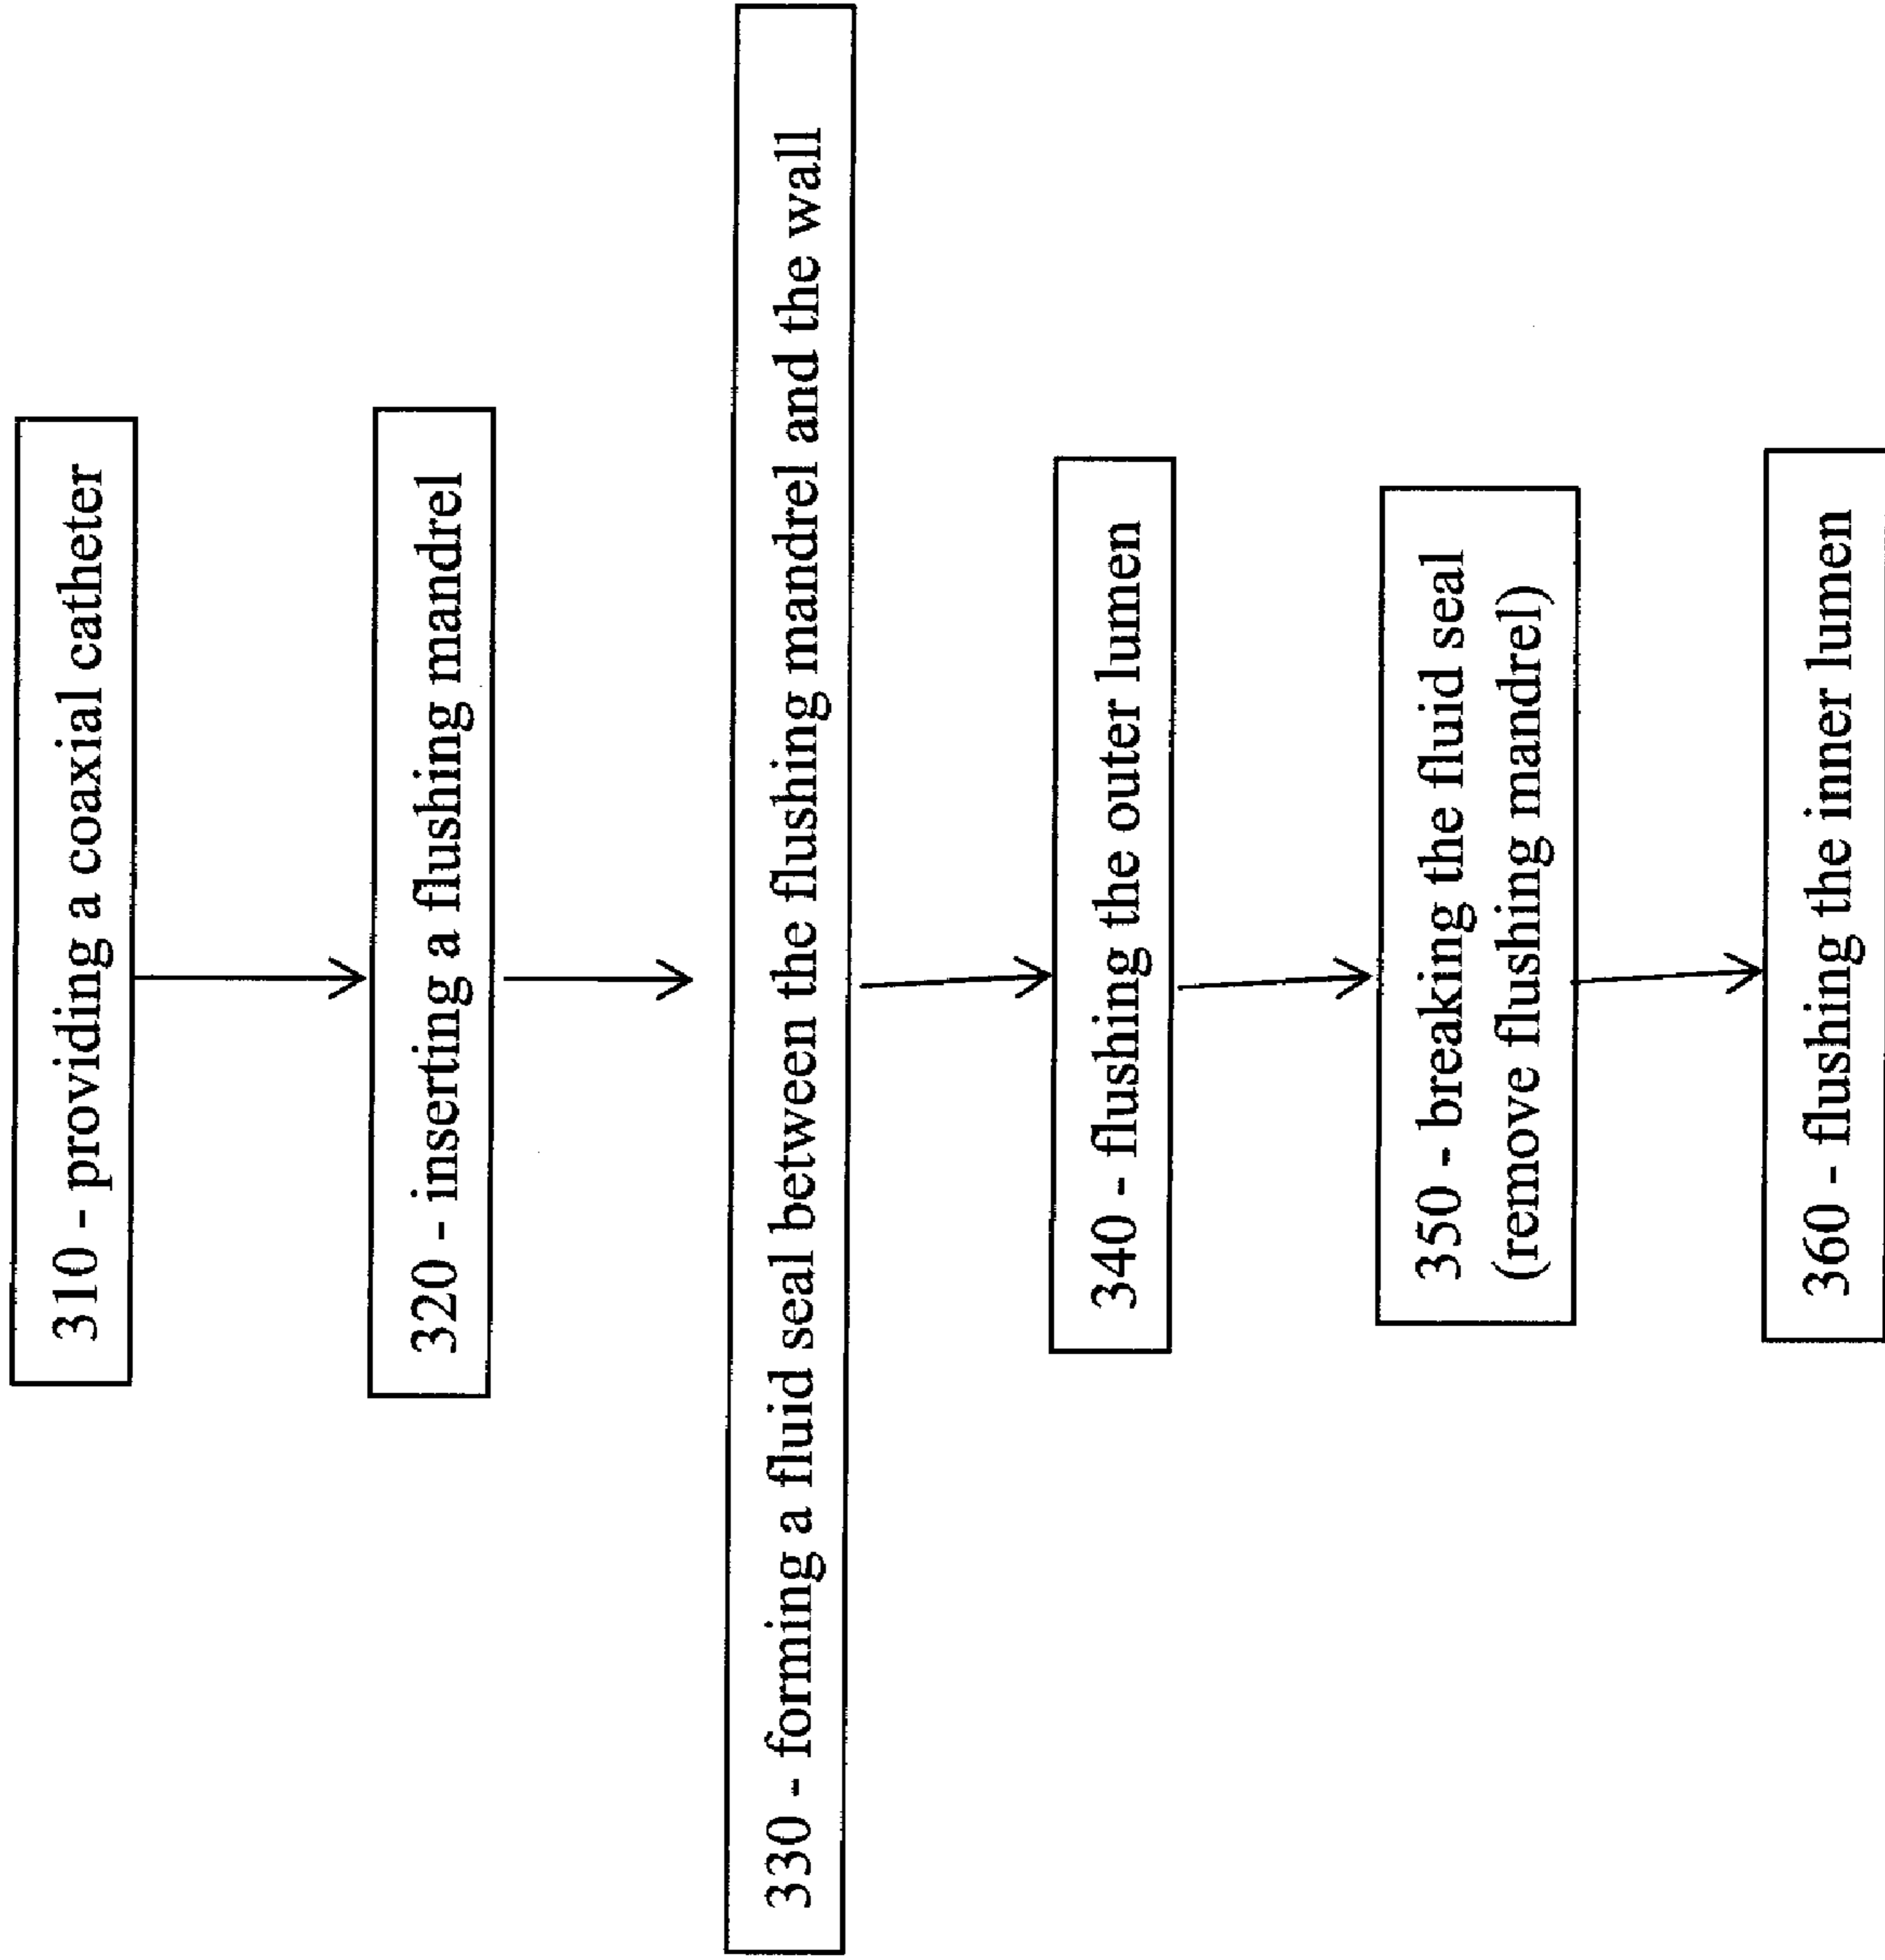 310 - providing a coaxial catheter
320 - inserting a flushing mandrel
330 - forming a fluid seal between the flushing mandrel and the wall
340 - flushing the outer lumen
350 - breaking the fluid seal
(remove flushing mandrel)
360 - flushing the inner lumen